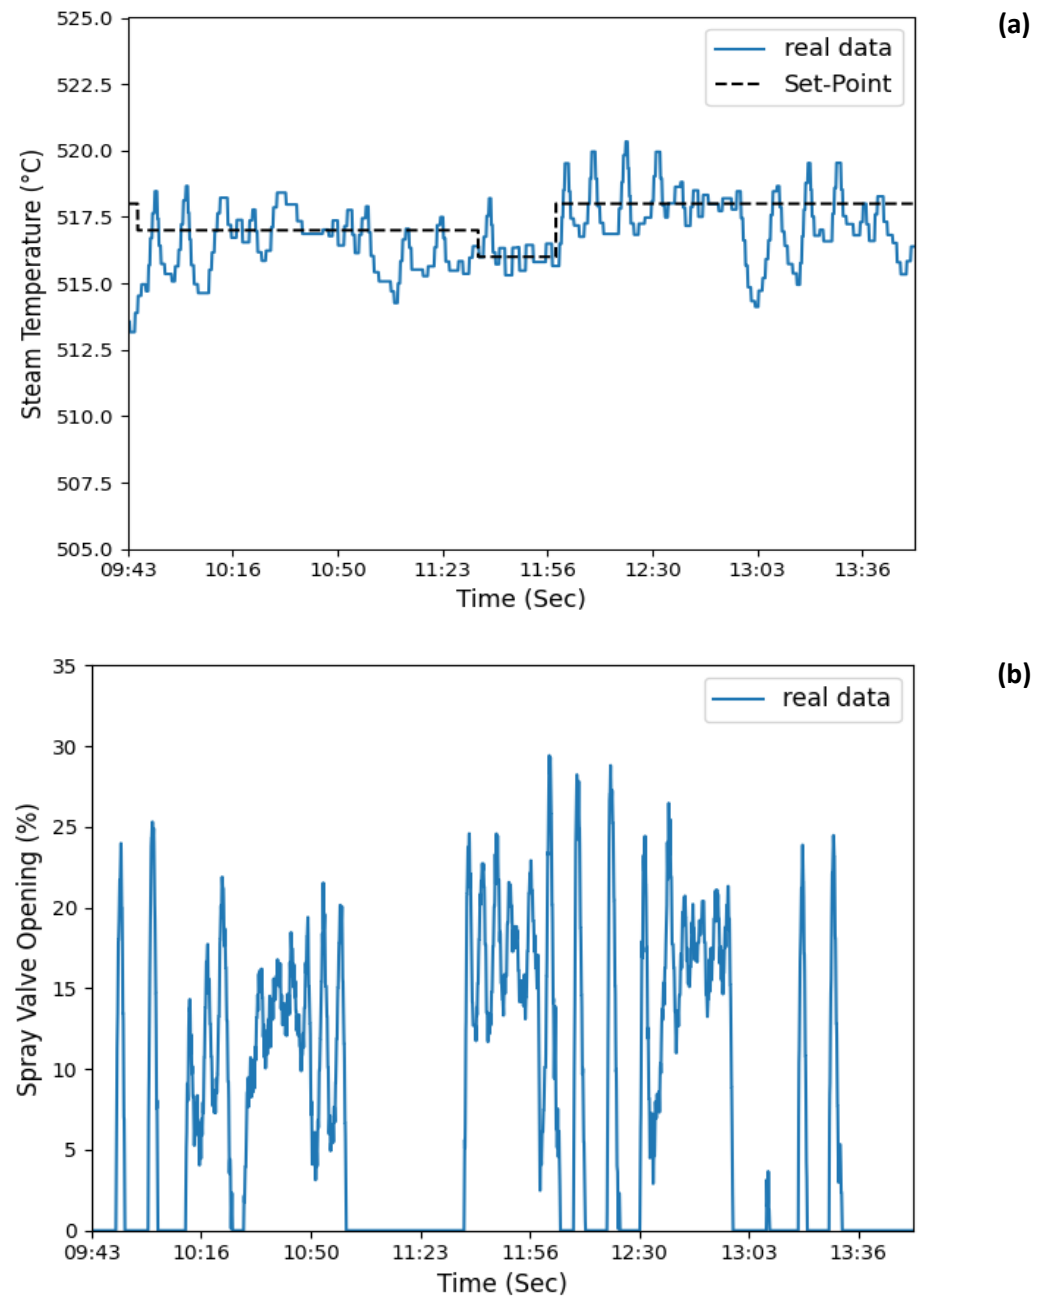 (a)
525.0
522.5
520.0
517.5
515.0
512.5
510.0
507.5
505.0
Steam Temperature (°C)
real data
Set-Point
09:43 10:16 10:50 11:23 11:56 12:30 13:03 13:36
Time (Sec)
(b)
35
30
25
20
15
10
5
0
Spray Valve Opening (%)
real data
09:43 10:16 10:50 11:23 11:56 12:30 13:03 13:36
Time (Sec)